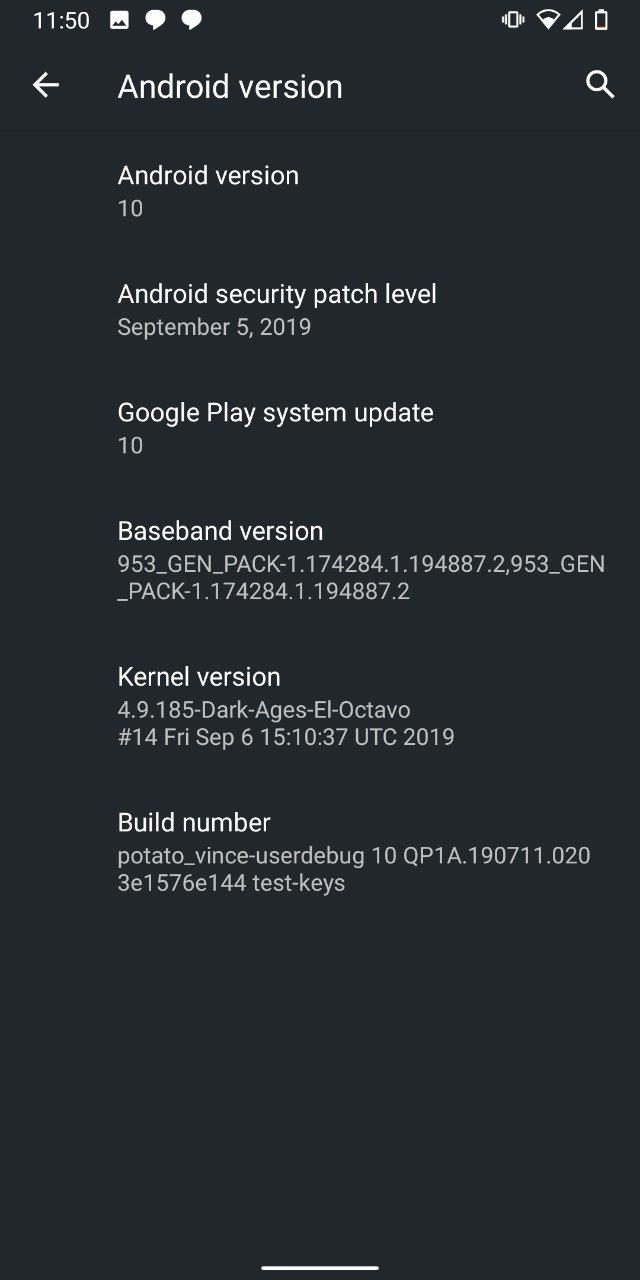 11:50
Android version
Android version
10
Android security patch level
September 5, 2019
Google Play system update
10
Baseband version
953_GEN_PACK-1.174284.1.194887.2,953_GEN
_PACK-1.174284.1.194887.2
Kernel version
4.9.185-Dark-Ages-El-Octavo
#14 Fri Sep 6 15:10:37 UTC 2019
Build number
potato_vince-userdebug 10 QP1A.190711.020
3e1576e144 test-keys